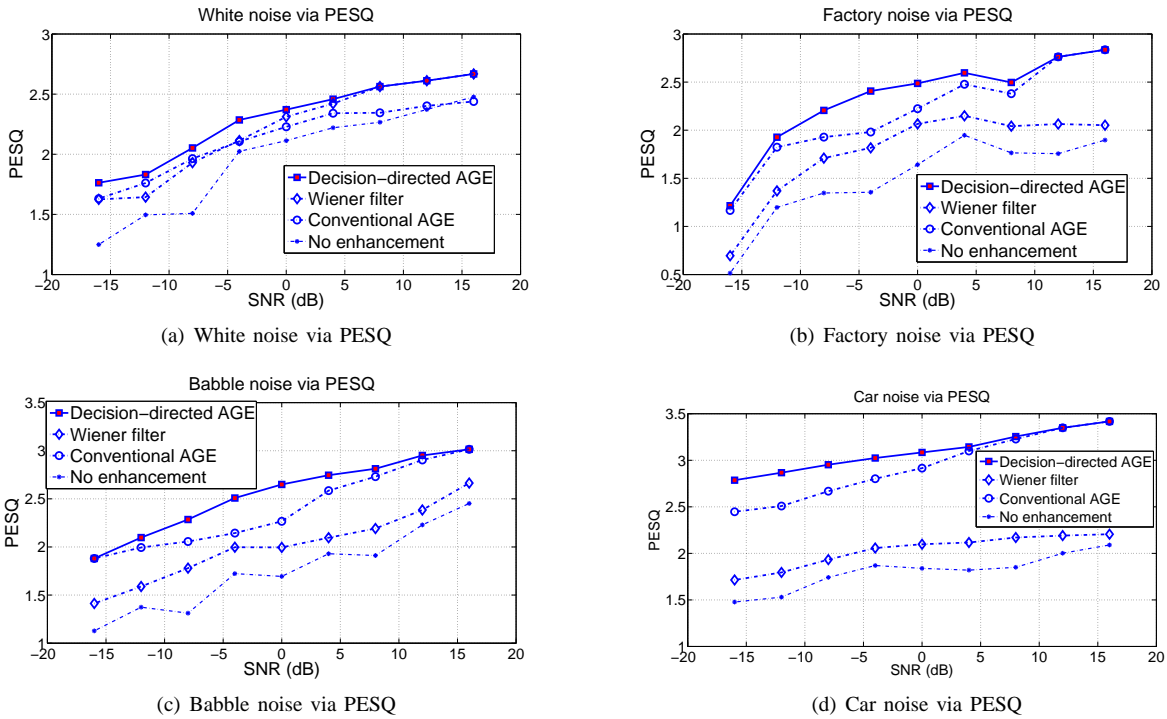 White noise via PESQ
3
2.5
2
1.5
1
PESQ
−20 −15 −10 −5 0 5 10 15 20
SNR (dB)
Decision−directed AGE
Wiener filter
Conventional AGE
No enhancement
(a) White noise via PESQ
Factory noise via PESQ
3
2.5
2
1.5
1
0.5
PESQ
−20 −15 −10 −5 0 5 10 15 20
SNR (dB)
Decision−directed AGE
Wiener filter
Conventional AGE
No enhancement
(b) Factory noise via PESQ
Babble noise via PESQ
3.5
3
2.5
2
1.5
1
PESQ
−20 −15 −10 −5 0 5 10 15 20
SNR (dB)
Decision−directed AGE
Wiener filter
Conventional AGE
No enhancement
(c) Babble noise via PESQ
Car noise via PESQ
3.5
3
2.5
2
1.5
1
PESQ
−20 −15 −10 −5 0 5 10 15 20
SNR (dB)
Decision−directed AGE
Wiener filter
Conventional AGE
No enhancement
(d) Car noise via PESQ